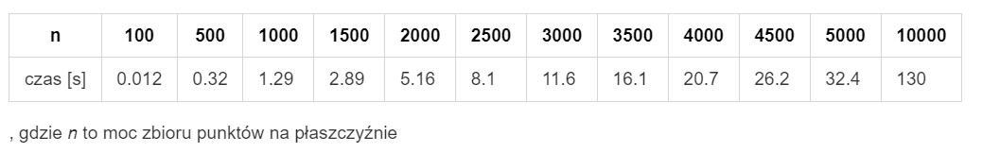 n 100 500 1000 1500 2000 2500 3000 3500 4000 4500 5000 10000
czas [s] 0.012 0.32 1.29 2.89 5.16 8.1 11.6 16.1 20.7 26.2 32.4 130
, gdzie n to moc zbioru punktów na płaszczyźnie